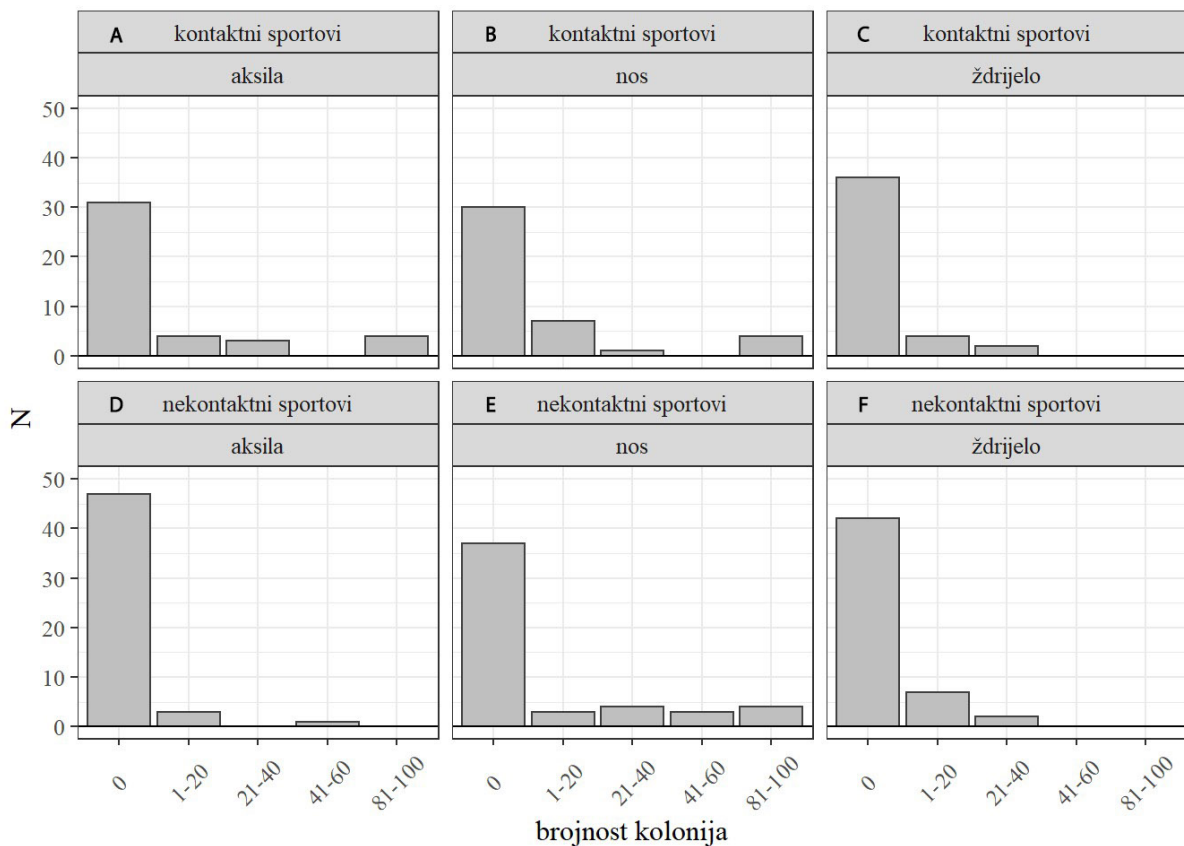 A kontaktni sportovi
aksila
B kontaktni sportovi
nos
C kontaktni sportovi
ždrijelo
50
40
30
20
10
0
D nekontaktni sportovi
aksila
E nekontaktni sportovi
nos
F nekontaktni sportovi
ždrijelo
50
40
30
20
10
0
N
0 1-20 21-40 41-60 81-100
0 1-20 21-40 41-60 81-100
0 1-20 21-40 41-60 81-100
brojnost kolonija